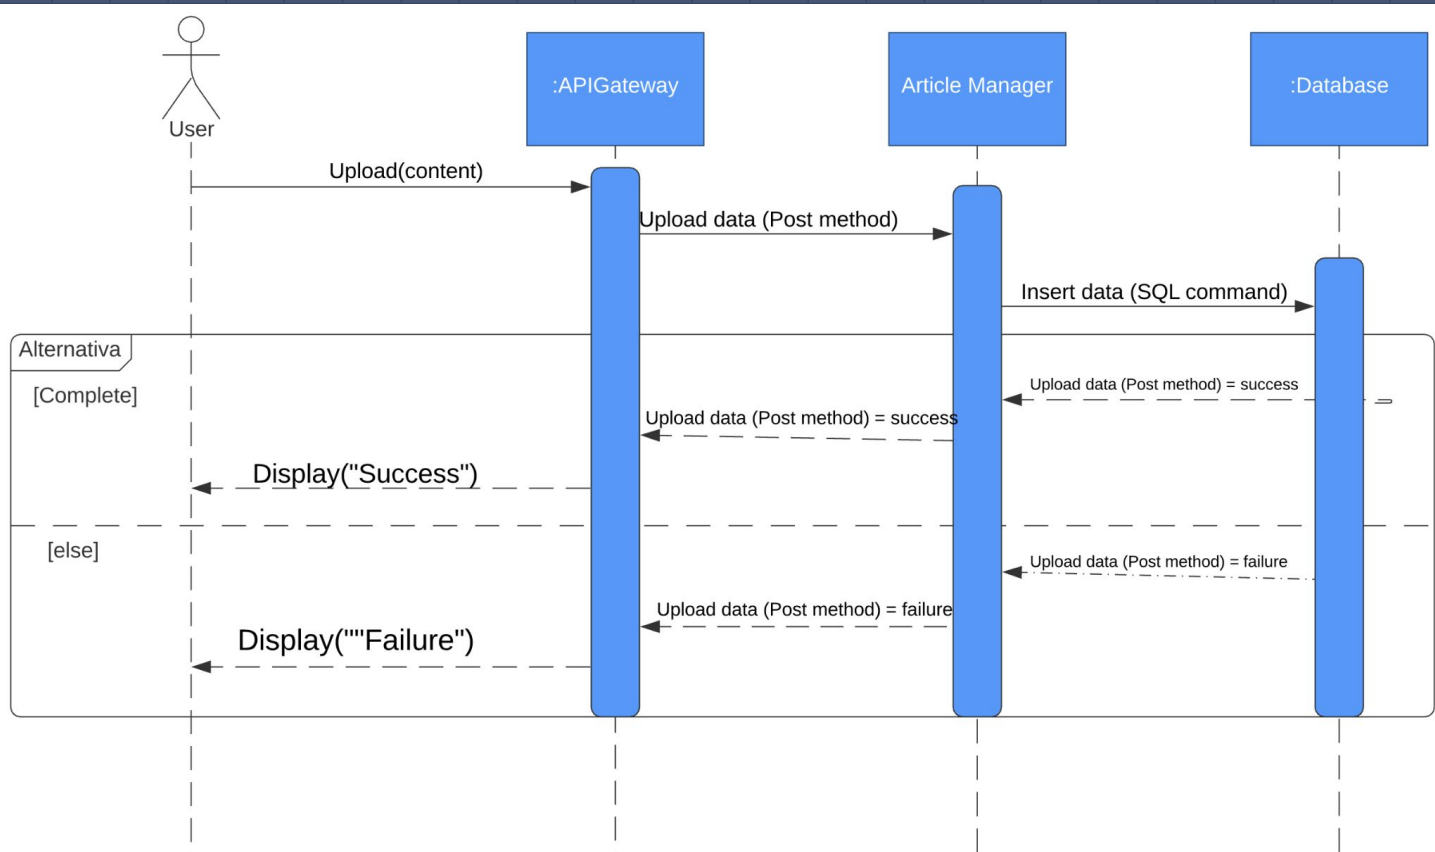 User
:APIGateway
Article Manager
:Database
Upload(content)
Upload data (Post method)
Insert data (SQL command)
Alternativa
[Complete]
Upload data (Post method) = success
Upload data (Post method) = success
Display("Success")
[else]
Upload data (Post method) = failure
Upload data (Post method) = failure
Display(""Failure")